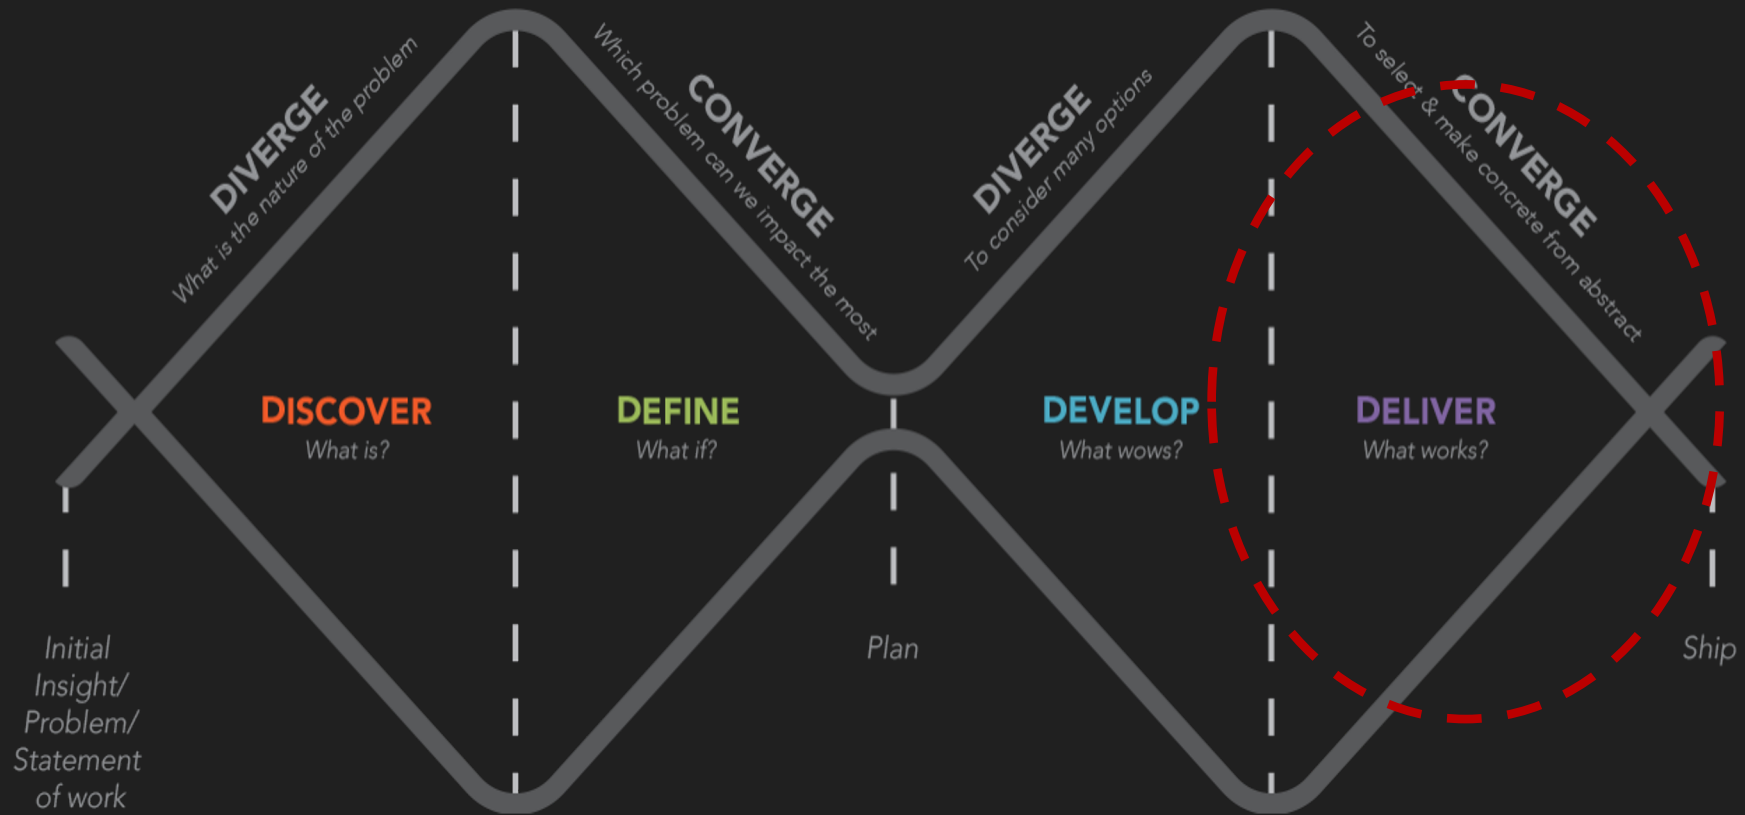 DIVERGE
What is the nature of the problem
CONVERGE
Which problem can we impact the most
DIVERGE
To consider many options
CONVERGE
To select & make concrete from abstract
DISCOVER
What is?
DEFINE
What if?
DEVELOP
What wows?
DELIVER
What works?
Initial
Insight/
Problem/
Statement
of work
Plan
Ship